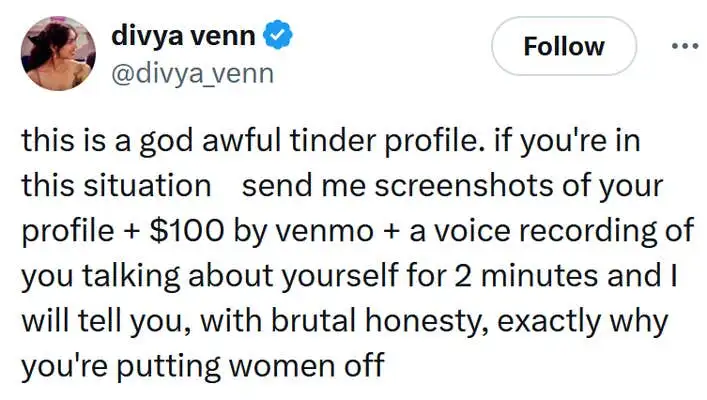 divya venn
Follow
@divya_venn
this is a god awful tinder profile. if you're in
this situation    send me screenshots of your
profile + $100 by venmo + a voice recording of
you talking about yourself for 2 minutes and I
will tell you, with brutal honesty, exactly why
you're putting women off